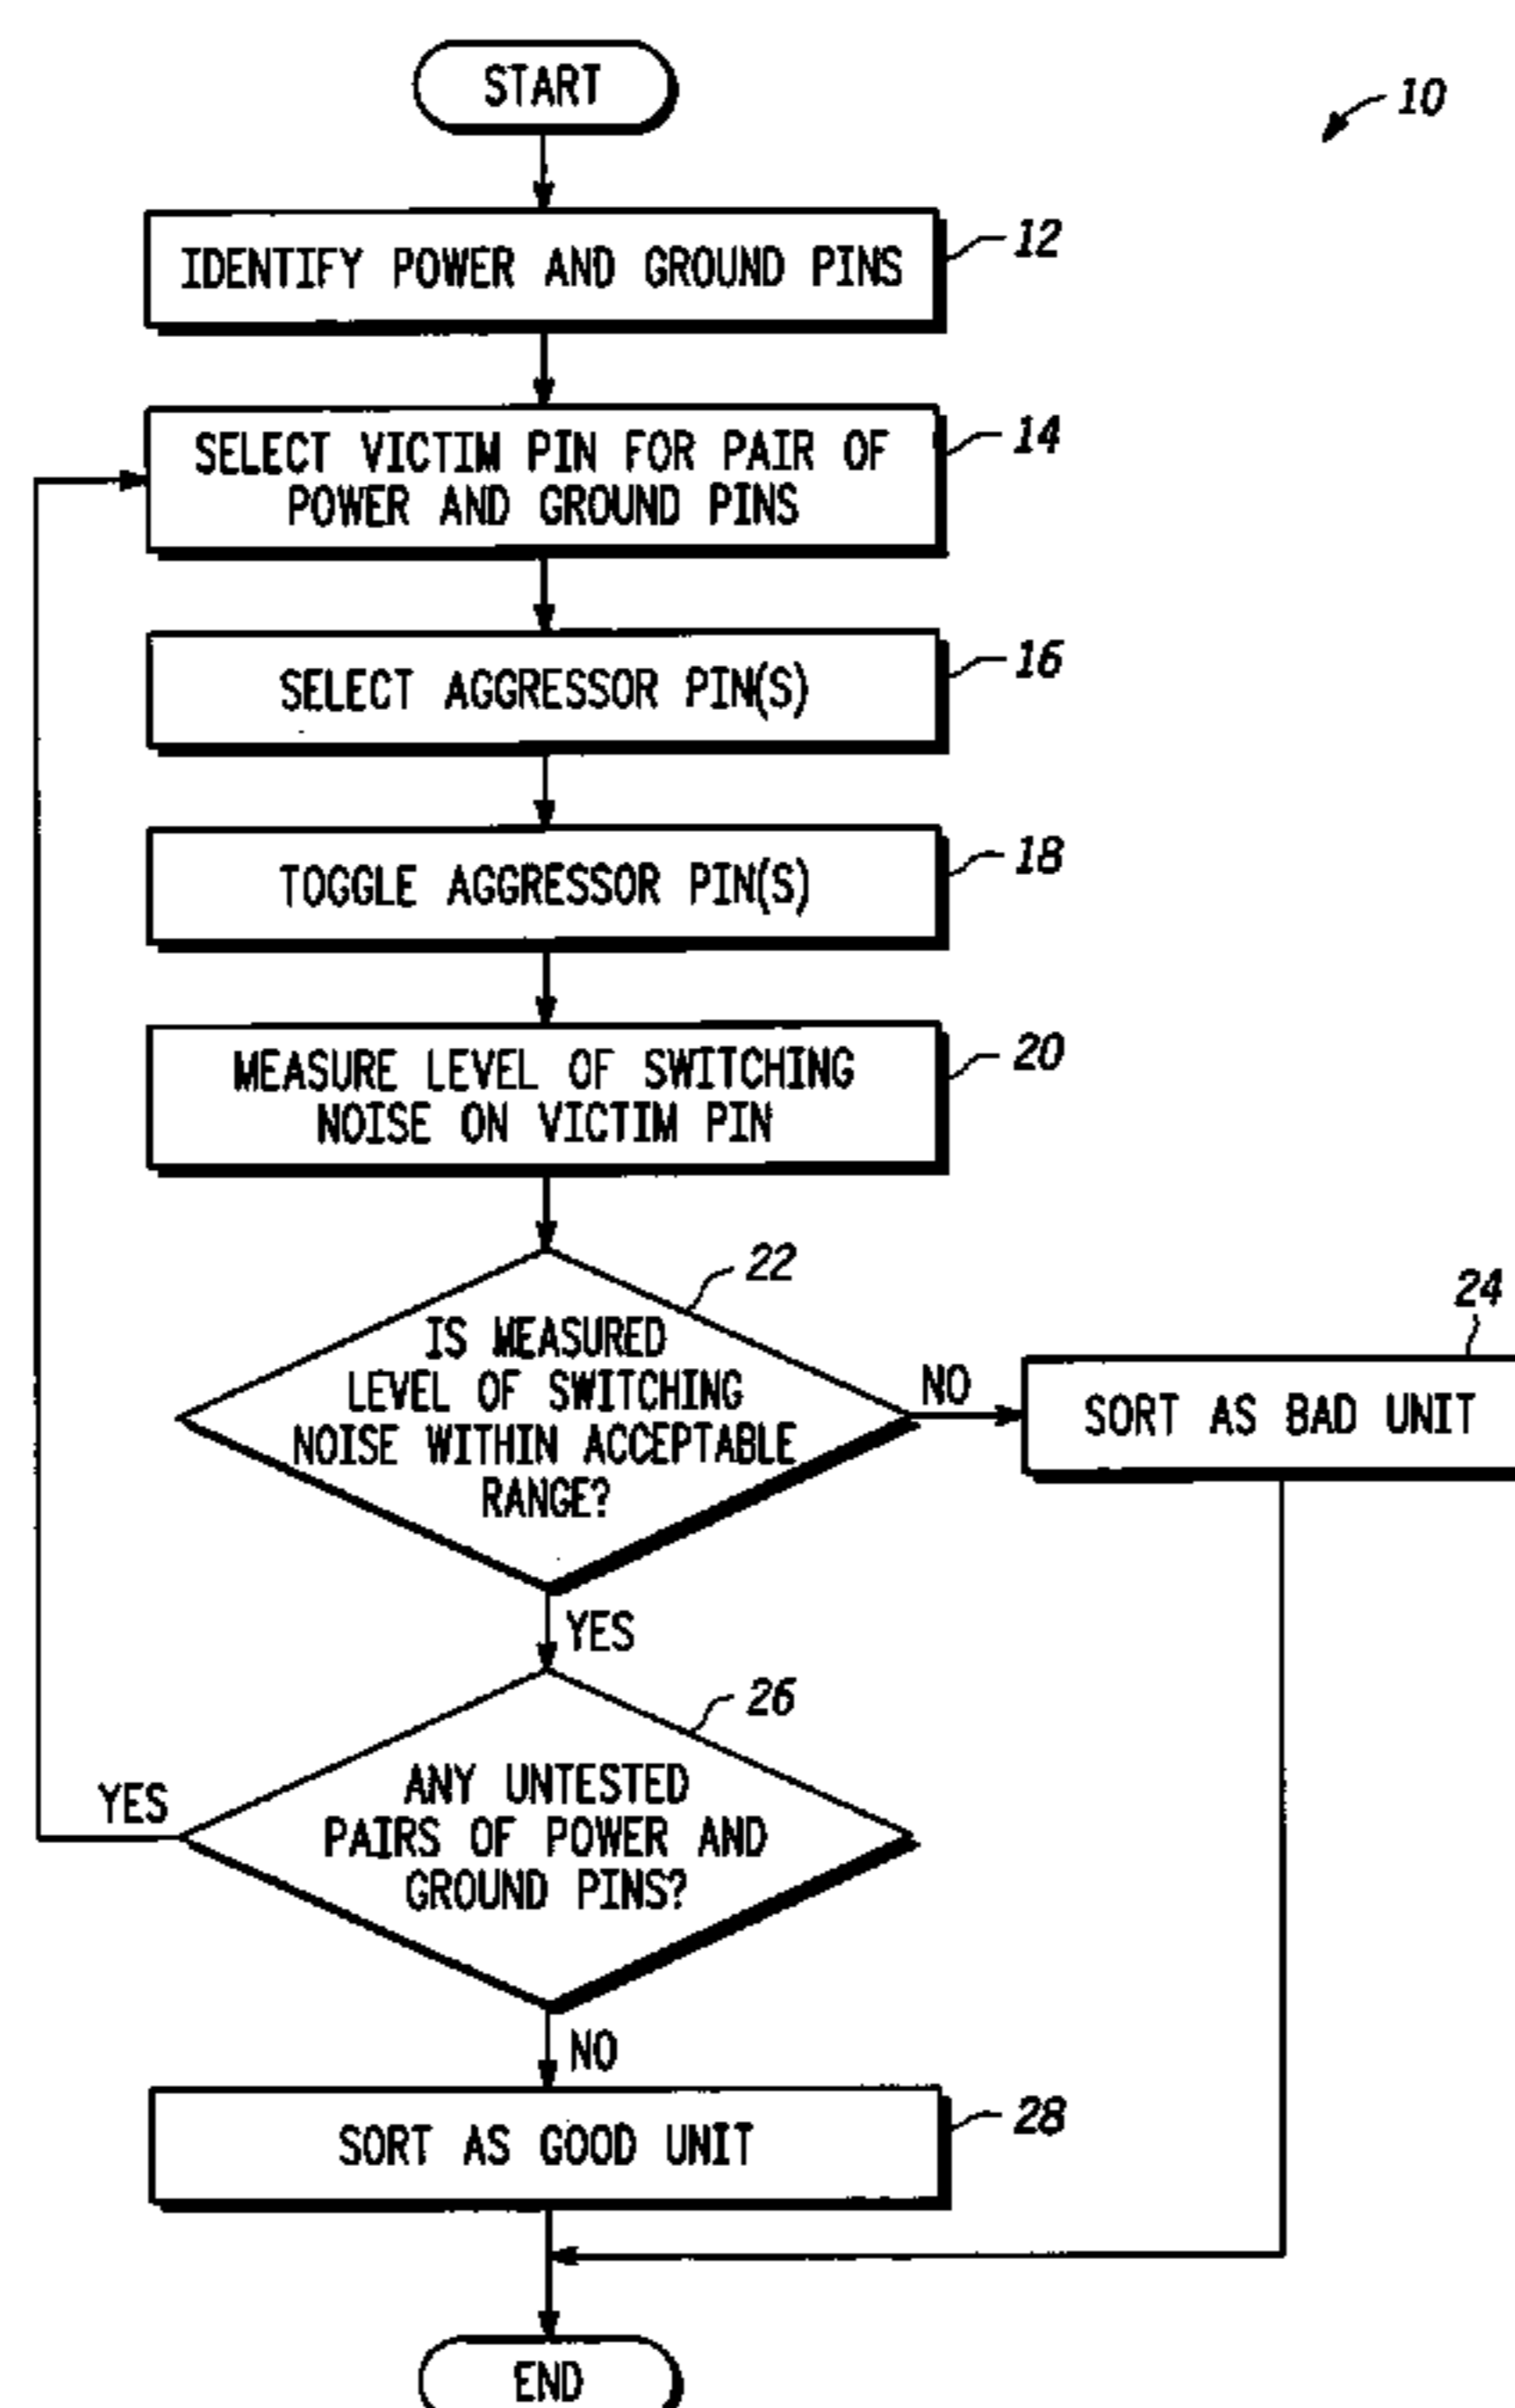 START
10
IDENTIFY POWER AND GROUND PINS
12
SELECT VICTIM PIN FOR PAIR OF
POWER AND GROUND PINS
14
SELECT AGGRESSOR PIN(S)
16
TOGGLE AGGRESSOR PIN(S)
18
MEASURE LEVEL OF SWITCHING
NOISE ON VICTIM PIN
20
22
IS MEASURED
LEVEL OF SWITCHING
NOISE WITHIN ACCEPTABLE
RANGE?
NO
24
SORT AS BAD UNIT
YES
26
ANY UNTESTED
PAIRS OF POWER AND
GROUND PINS?
YES
NO
SORT AS GOOD UNIT
28
END